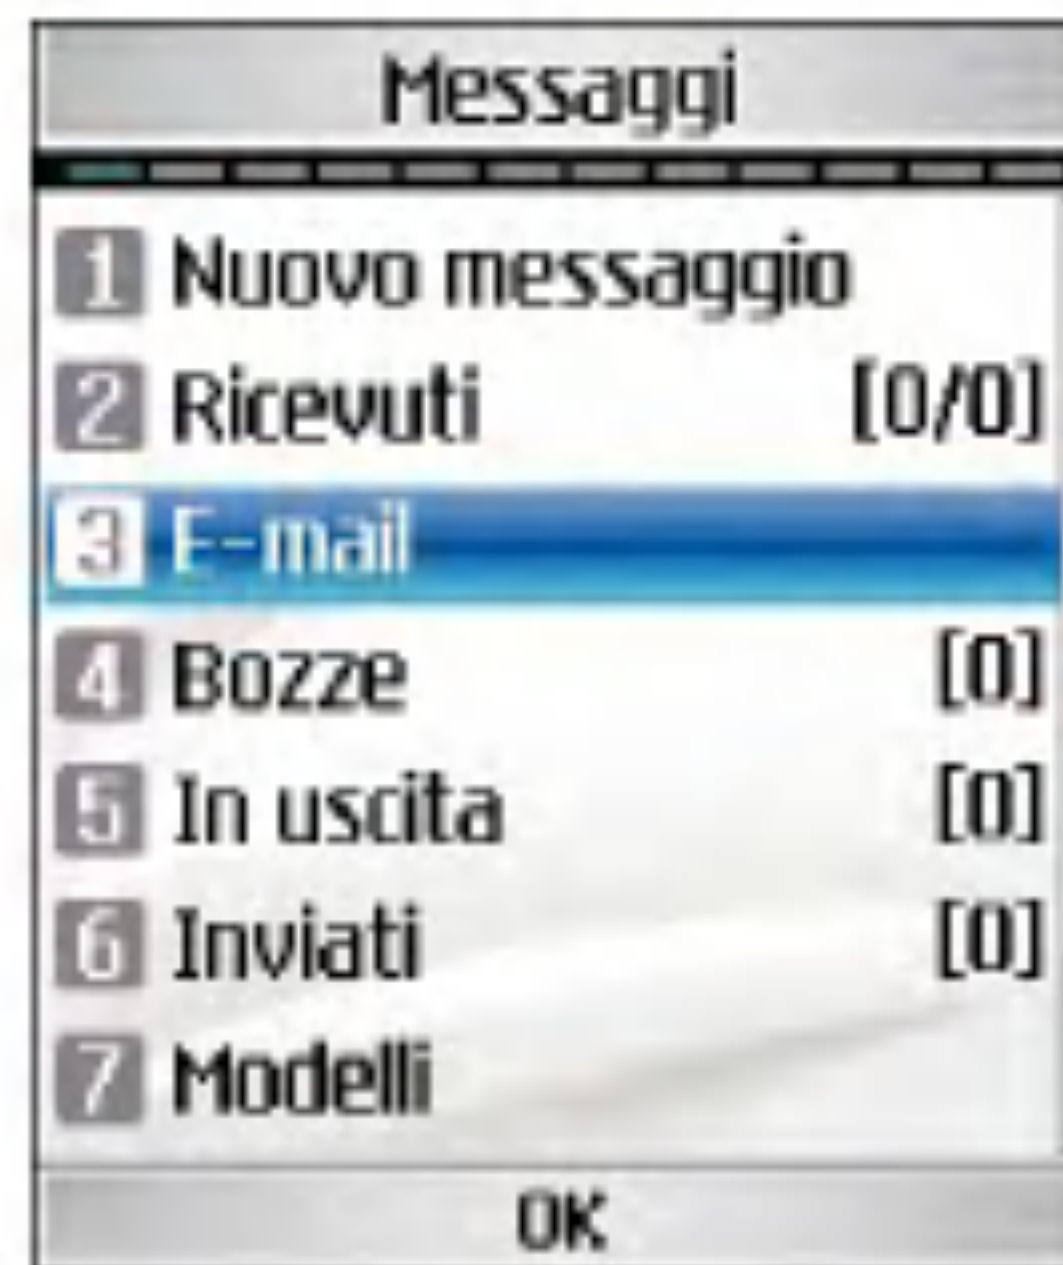 Messaggi
1 Nuovo messaggio
2 Ricevuti [0/0]
3 E-mail
4 Bozze [0]
5 In uscita [0]
6 Inviati [0]
7 Modelli
OK